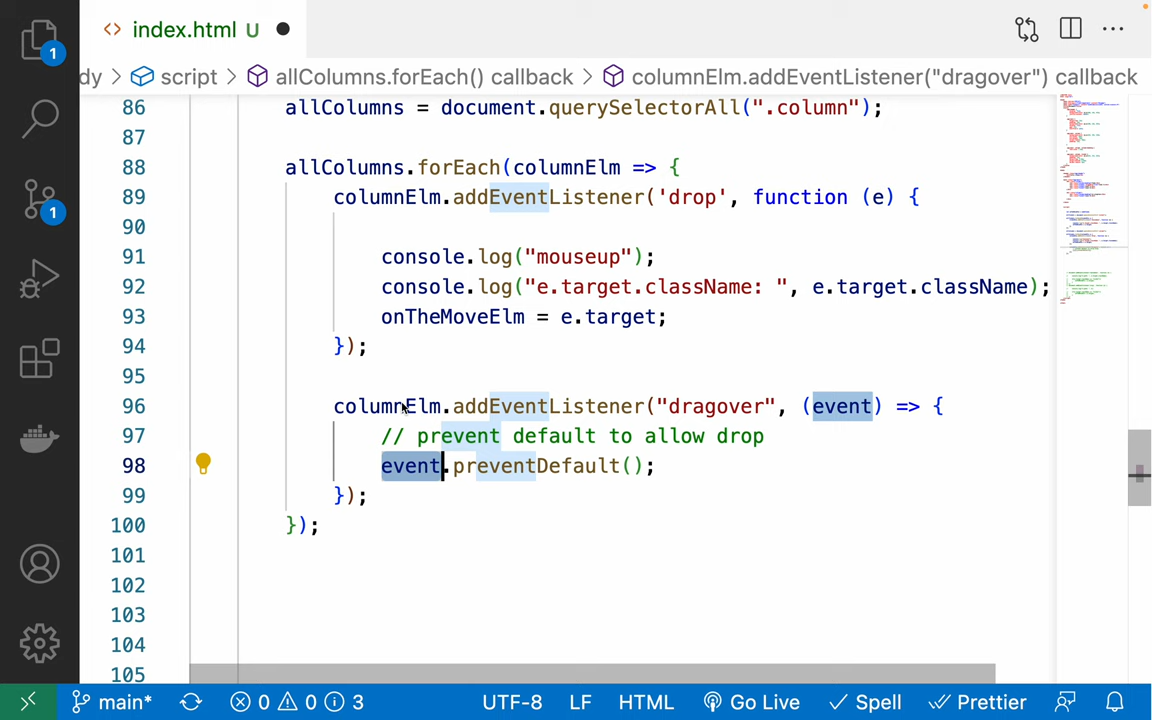 1
1
<> index.html U
dy > script > allColumns.forEach() callback > columnElm.addEventListener("dragover") callback
86 allColumns = document.querySelectorAll(".column");
87
88 allColumns.forEach(columnElm => {
89 columnElm.addEventListener('drop', function (e) {
90
91 console.log("mouseup");
92 console.log("e.target.className: ", e.target.className);
93 onTheMoveElm = e.target;
94 });
95
96 columnElm.addEventListener("dragover", (event) => {
97 // prevent default to allow drop
98 event.preventDefault();
99 });
100 });
101
102
103
104
105
main* 0 0 3 UTF-8 LF HTML Go Live Spell Prettier